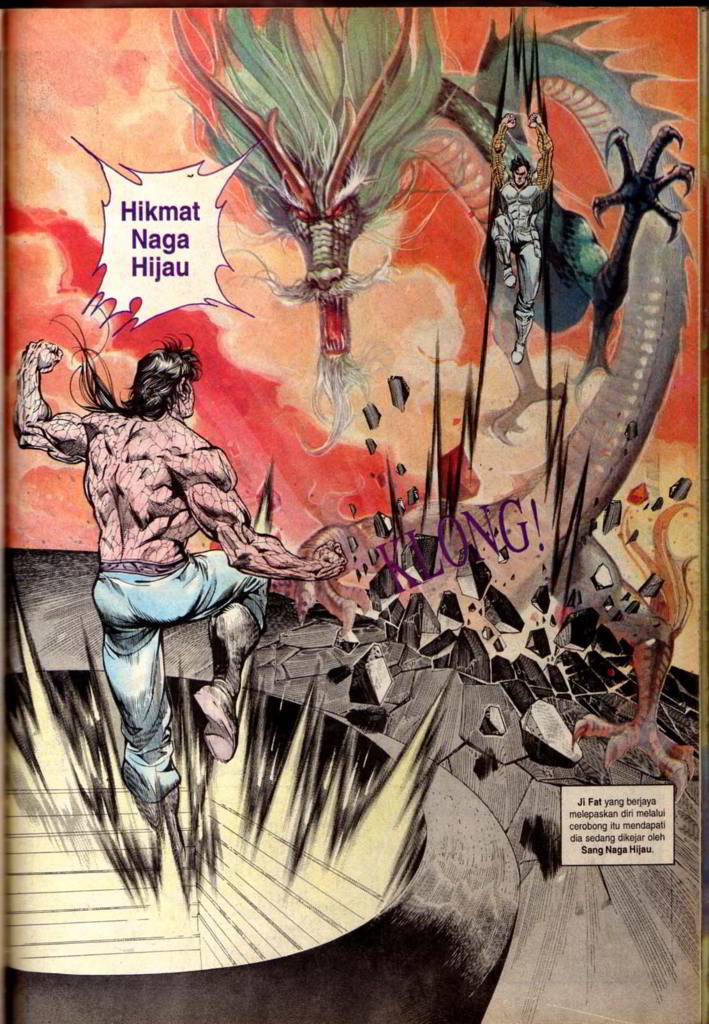 Hikmat
Naga
Hijau
KLONG!
Ji Fat yang berjaya
melepaskan diri melalui
cerobong itu mendapati
dia sedang dikejar oleh
Sang Naga Hijau.